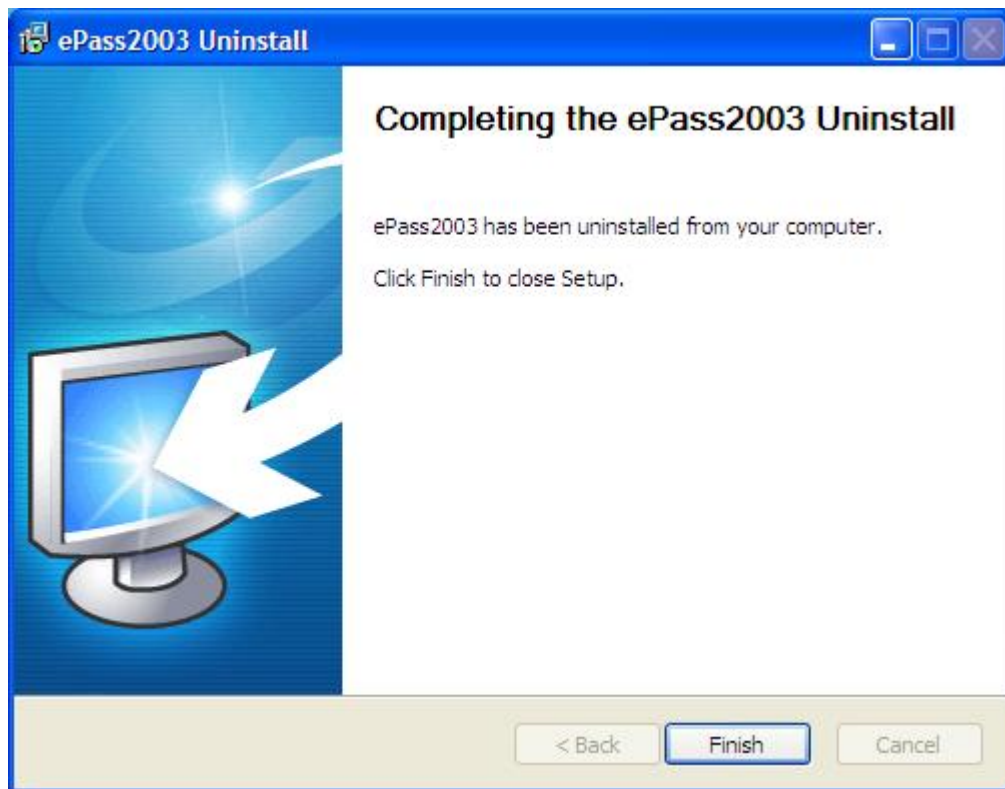 ePass2003 Uninstall
Completing the ePass2003 Uninstall
ePass2003 has been uninstalled from your computer.
Click Finish to close Setup.
< Back Finish Cancel